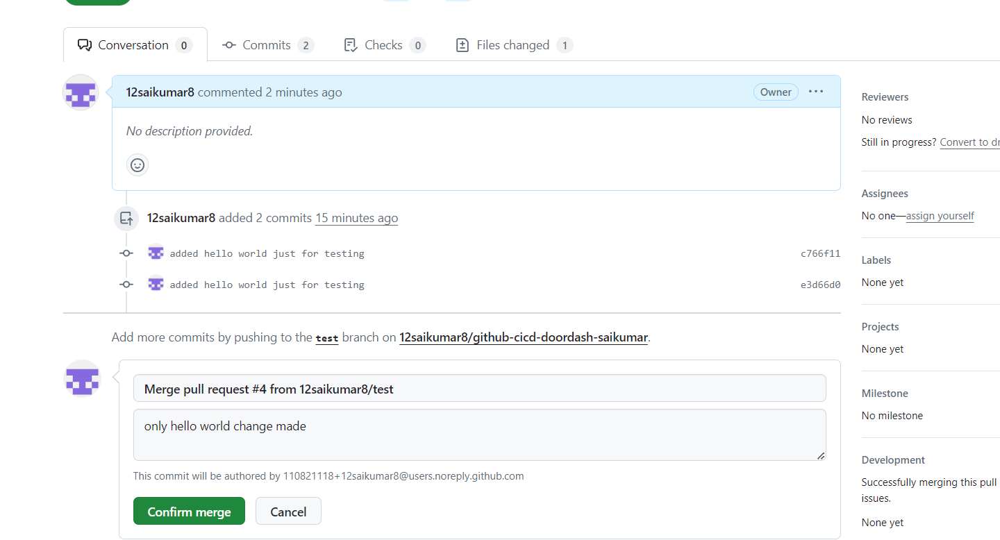 Conversation 0 Commits 2 Checks 0 Files changed 1
12saikumar8 commented 2 minutes ago Owner ...
No description provided.
12saikumar8 added 2 commits 15 minutes ago
added hello world just for testing c766f11
added hello world just for testing e3d66d0
Add more commits by pushing to the test branch on 12saikumar8/github-cicd-doordash-saikumar.
Merge pull request #4 from 12saikumar8/test
only hello world change made
This commit will be authored by 110821118+12saikumar8@users.noreply.github.com
Confirm merge Cancel
Reviewers
No reviews
Still in progress? Convert to dr
Assignees
No one—assign yourself
Labels
None yet
Projects
None yet
Milestone
No milestone
Development
Successfully merging this pull
issues.
None yet